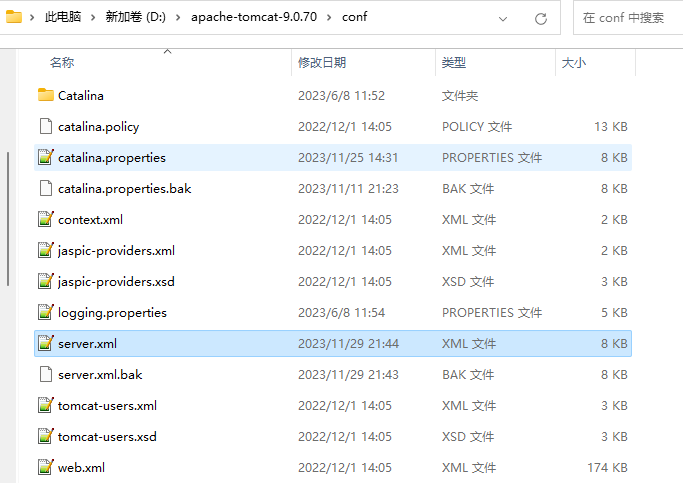 此电脑 > 新加卷 (D:) > apache-tomcat-9.0.70 > conf 在 conf 中搜索
名称 修改日期 类型 大小
Catalina 2023/6/8 11:52 文件夹
catalina.policy 2022/12/1 14:05 POLICY 文件 13 KB
catalina.properties 2023/11/25 14:31 PROPERTIES 文件 8 KB
catalina.properties.bak 2023/11/11 21:23 BAK 文件 8 KB
context.xml 2022/12/1 14:05 XML 文件 2 KB
jaspic-providers.xml 2022/12/1 14:05 XML 文件 2 KB
jaspic-providers.xsd 2022/12/1 14:05 XSD 文件 3 KB
logging.properties 2023/6/8 11:54 PROPERTIES 文件 5 KB
server.xml 2023/11/29 21:44 XML 文件 8 KB
server.xml.bak 2023/11/29 21:43 BAK 文件 8 KB
tomcat-users.xml 2022/12/1 14:05 XML 文件 3 KB
tomcat-users.xsd 2022/12/1 14:05 XSD 文件 3 KB
web.xml 2022/12/1 14:05 XML 文件 174 KB